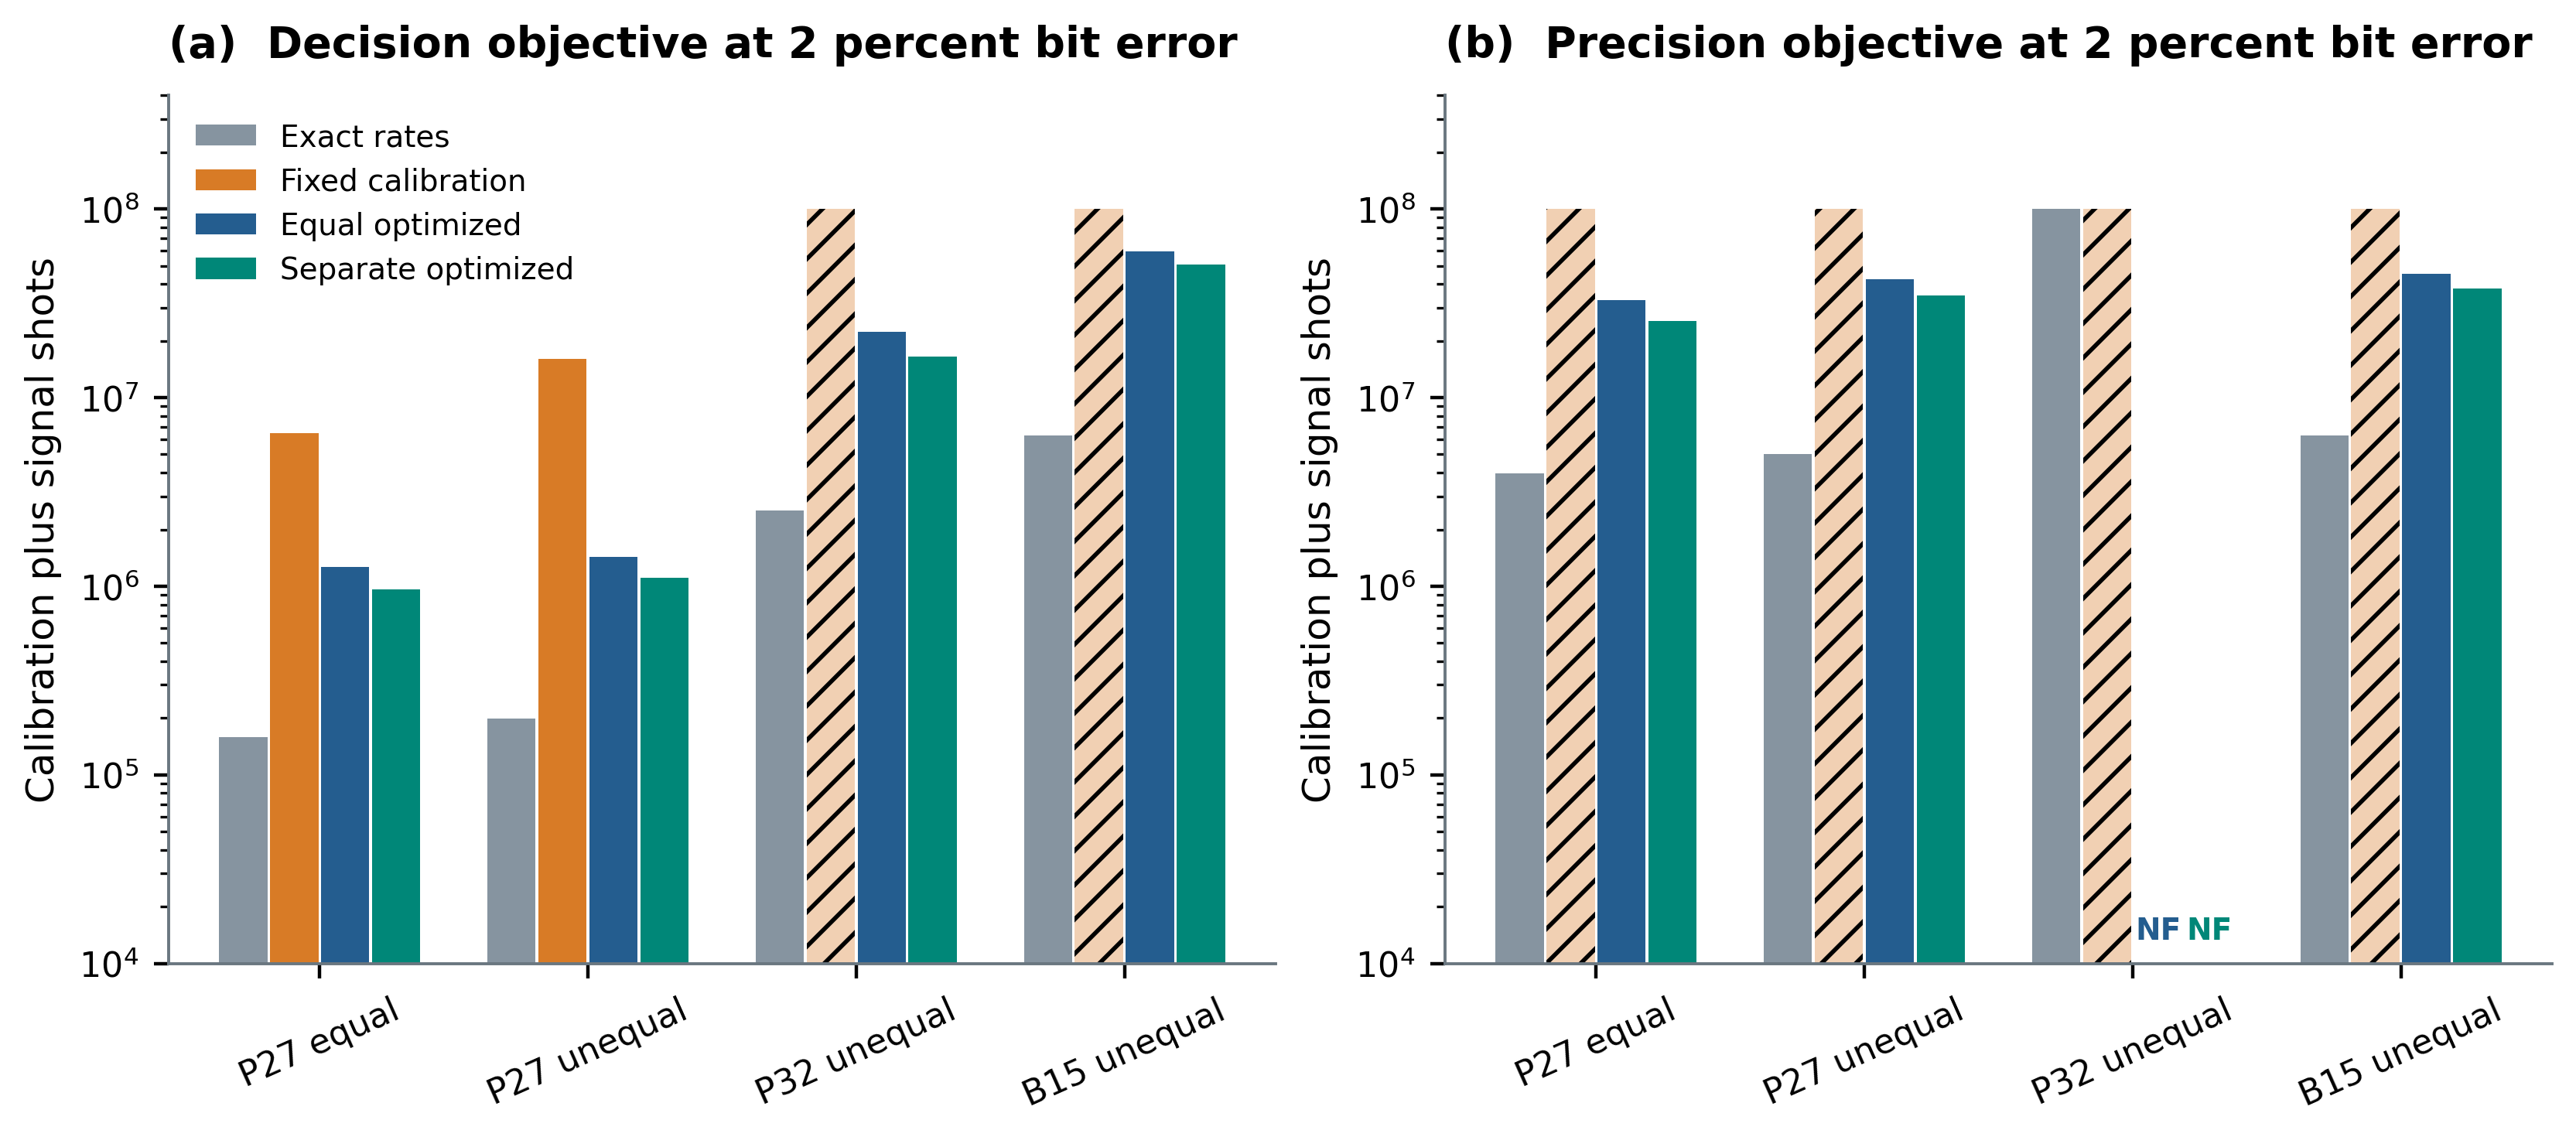 (a)  Decision objective at 2 percent bit error
Calibration plus signal shots
10⁸
10⁷
10⁶
10⁵
10⁴
Exact rates
Fixed calibration
Equal optimized
Separate optimized
P27 equal
P27 unequal
P32 unequal
B15 unequal
(b)  Precision objective at 2 percent bit error
Calibration plus signal shots
10⁸
10⁷
10⁶
10⁵
10⁴
NF NF
P27 equal
P27 unequal
P32 unequal
B15 unequal